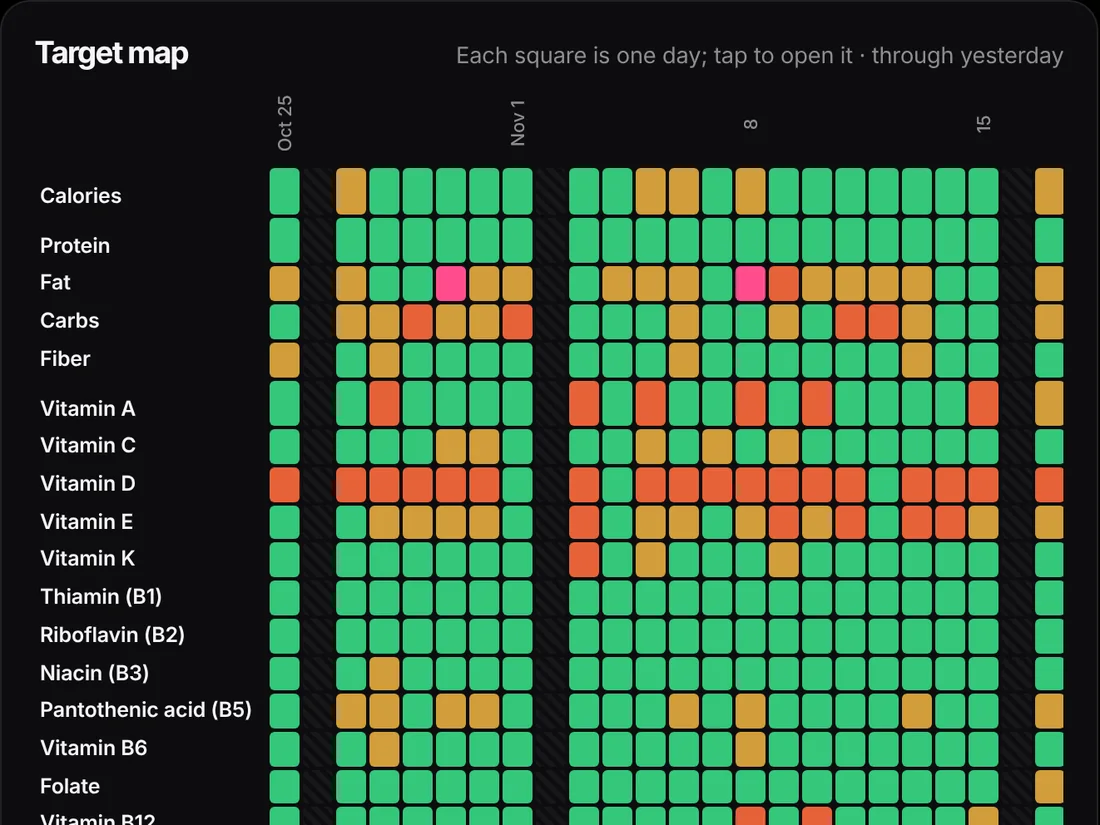 Target map
Each square is one day; tap to open it · through yesterday
Oct 25
Nov 1
8
15
Calories
Protein
Fat
Carbs
Fiber
Vitamin A
Vitamin C
Vitamin D
Vitamin E
Vitamin K
Thiamin (B1)
Riboflavin (B2)
Niacin (B3)
Pantothenic acid (B5)
Vitamin B6
Folate
Vitamin B12